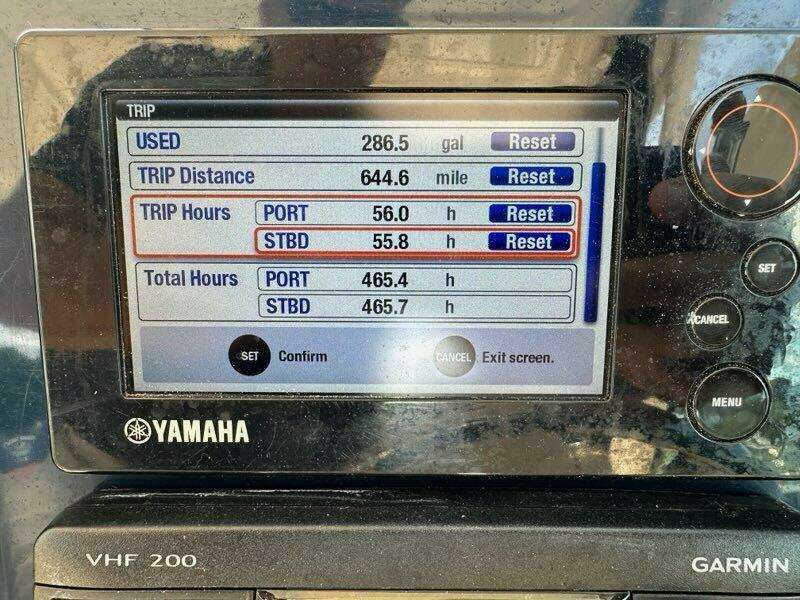 TRIP
USED 286.5 gal Reset
TRIP Distance 644.6 mile Reset
TRIP Hours PORT 56.0 h Reset
STBD 55.8 h Reset
Total Hours PORT 465.4 h
STBD 465.7 h
SET Confirm CANCEL Exit screen.
SET
CANCEL
MENU
YAMAHA
VHF 200 GARMIN